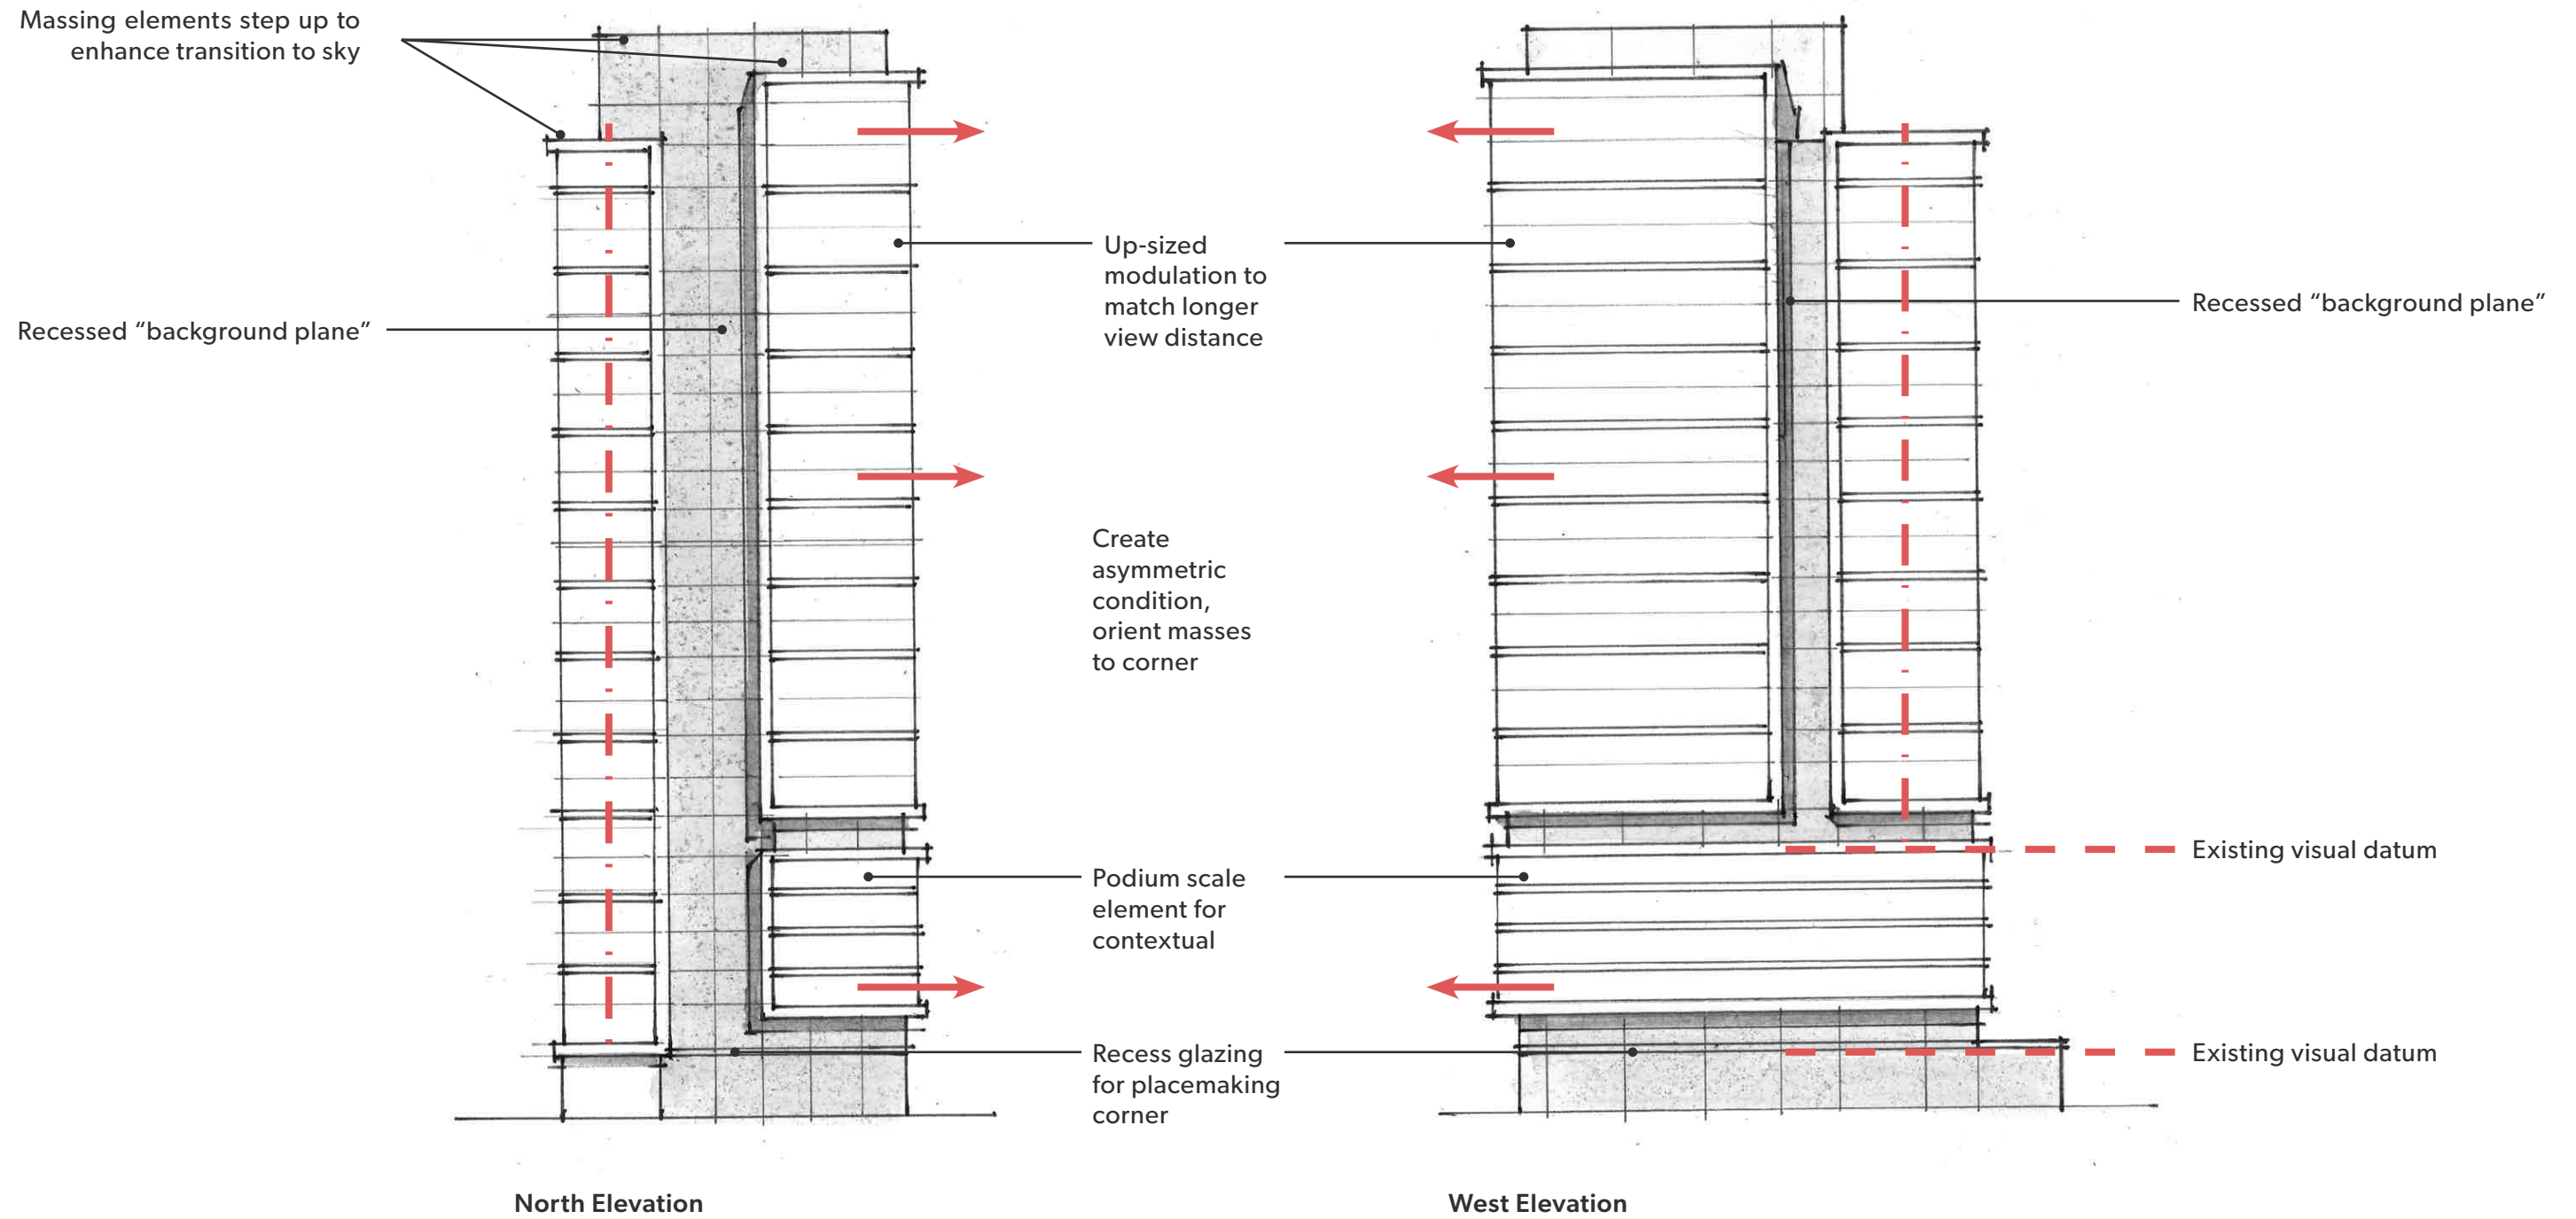 Massing elements step up to
enhance transition to sky
Recessed “background plane”
Up-sized
modulation to
match longer
view distance
Recessed “background plane”
Create
asymmetric
condition,
orient masses
to corner
Existing visual datum
Podium scale
element for
contextual
Recess glazing
for placemaking
corner
Existing visual datum
North Elevation
West Elevation